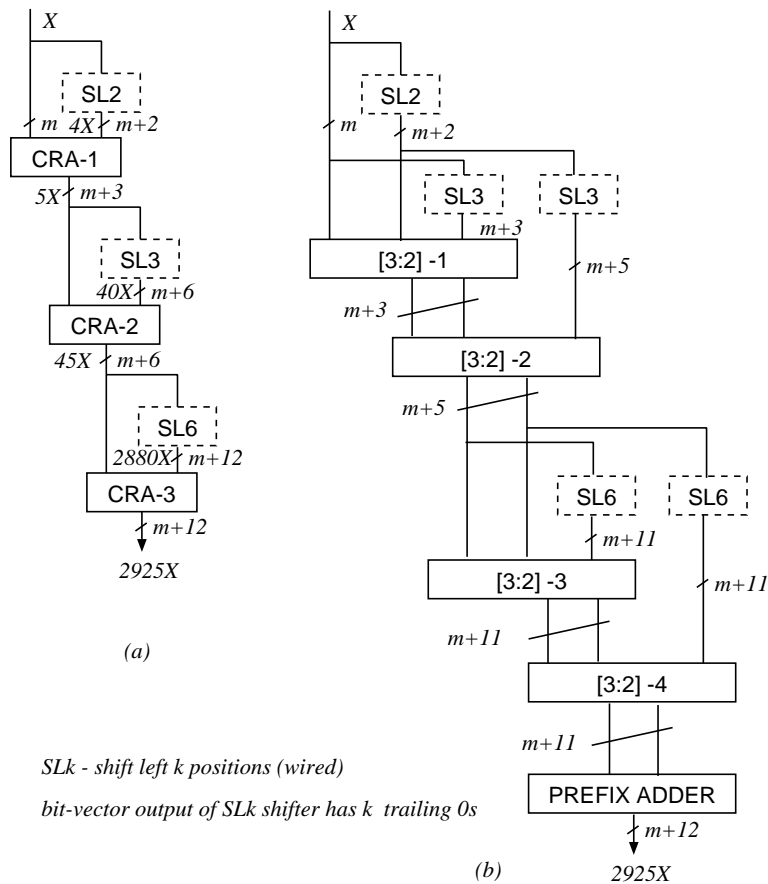 X
SL2
m
4X
m+2
CRA-1
5X
m+3
SL3
40X
m+6
CRA-2
45X
m+6
SL6
2880X
m+12
CRA-3
m+12
2925X
(a)
X
SL2
m
m+2
SL3
SL3
m+3
m+5
[3:2] -1
m+3
[3:2] -2
m+5
SL6
SL6
m+11
m+11
[3:2] -3
m+11
[3:2] -4
m+11
PREFIX ADDER
m+12
2925X
(b)
SLk - shift left k positions (wired)
bit-vector output of SLk shifter has k trailing 0s